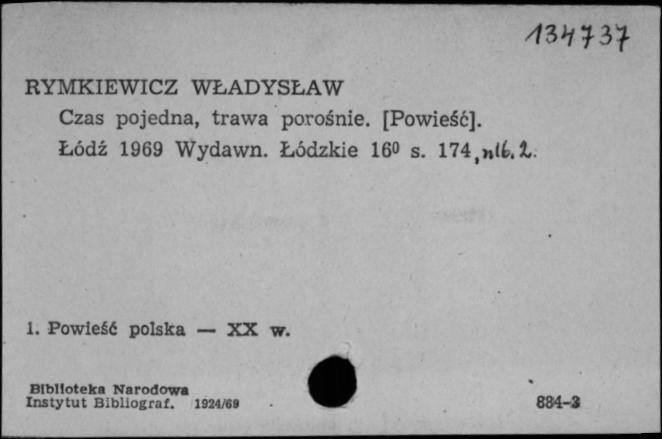 134737
RYMKIEWICZ WŁADYSŁAW
Czas pojedna, trawa porośnie. [Powieść].
Łódź 1969 Wydawn. Łódzkie 16⁰ s. 174, nlb. 2.
1. Powieść polska — XX w.
Biblioteka Narodowa
Instytut Bibliograf. 1924/69
884-3